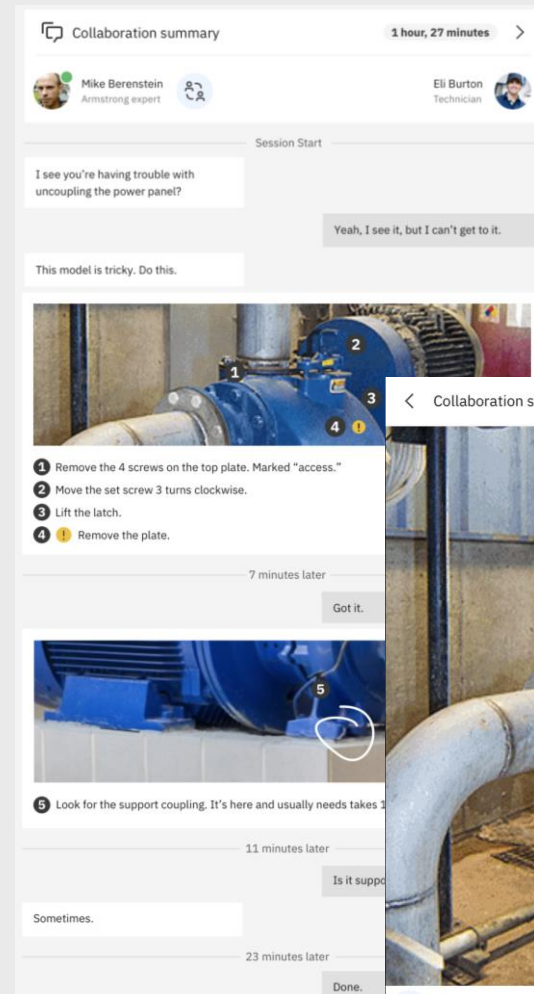 Collaboration summary
1 hour, 27 minutes
Mike Berenstein
Armstrong expert
Eli Burton
Technician
Session Start
I see you're having trouble with
uncoupling the power panel?
Yeah, I see it, but I can't get to it.
This model is tricky. Do this.
1
2
3
4 !
1 Remove the 4 screws on the top plate. Marked “access.”
2 Move the set screw 3 turns clockwise.
3 Lift the latch.
4 ! Remove the plate.
Collaboration s
7 minutes later
Got it.
5
5 Look for the support coupling. It's here and usually needs takes 1
11 minutes later
Is it suppo
Sometimes.
23 minutes later
Done.